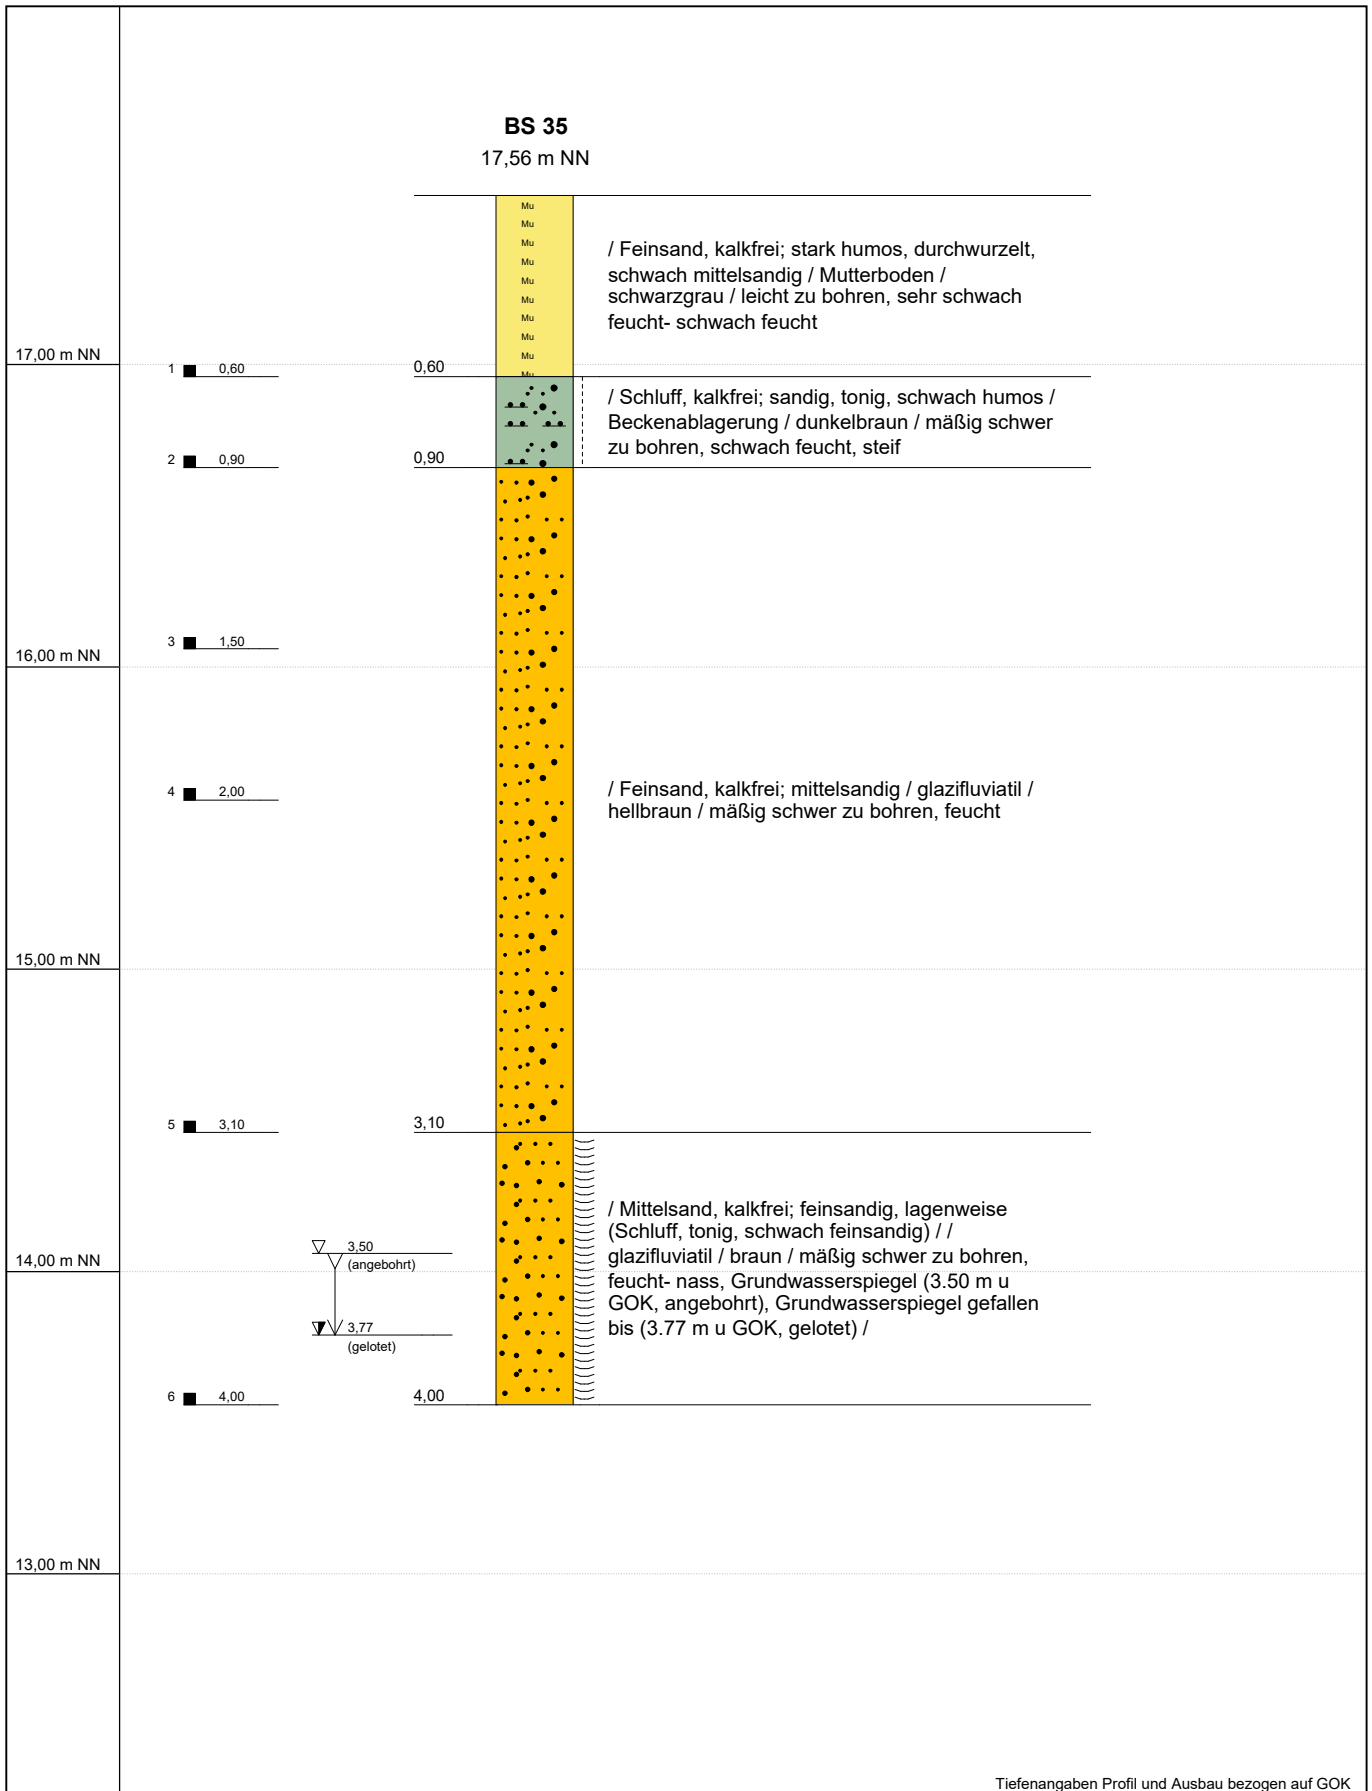 BS 35
17,56 m NN
Mu
Mu
Mu
Mu
Mu
Mu
Mu
Mu
Mu
Mu
/ Feinsand, kalkfrei; stark humos, durchwurzelt,
schwach mittelsandig / Mutterboden /
schwarzgrau / leicht zu bohren, sehr schwach
feucht- schwach feucht
17,00 m NN
1 0,60
0,60
/ Schluff, kalkfrei; sandig, tonig, schwach humos /
Beckenablagerung / dunkelbraun / mäßig schwer
zu bohren, schwach feucht, steif
2 0,90
0,90
3 1,50
16,00 m NN
4 2,00
/ Feinsand, kalkfrei; mittelsandig / glazifluviatil /
hellbraun / mäßig schwer zu bohren, feucht
15,00 m NN
5 3,10
3,10
/ Mittelsand, kalkfrei; feinsandig, lagenweise
(Schluff, tonig, schwach feinsandig) / /
glazifluviatil / braun / mäßig schwer zu bohren,
feucht- nass, Grundwasserspiegel (3.50 m u
GOK, angebohrt), Grundwasserspiegel gefallen
bis (3.77 m u GOK, gelotet) /
3,50
(angebohrt)
14,00 m NN
3,77
(gelotet)
6 4,00
4,00
13,00 m NN
Tiefenangaben Profil und Ausbau bezogen auf GOK